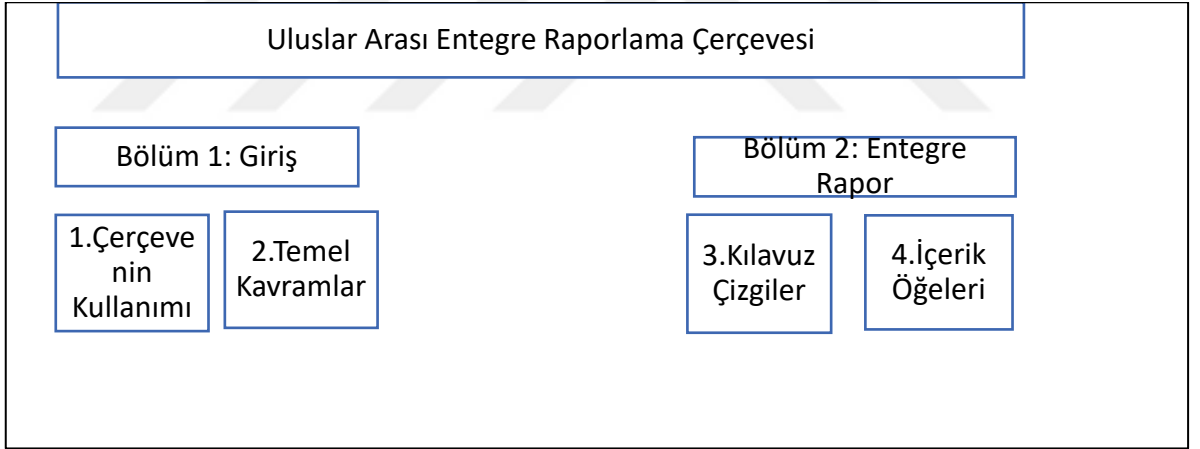 Uluslar Arası Entegre Raporlama Çerçevesi
Bölüm 1: Giriş
Bölüm 2: Entegre
Rapor
1.Çerçeve
nin
Kullanımı
2.Temel
Kavramlar
3.Kılavuz
Çizgiler
4.İçerik
Öğeleri